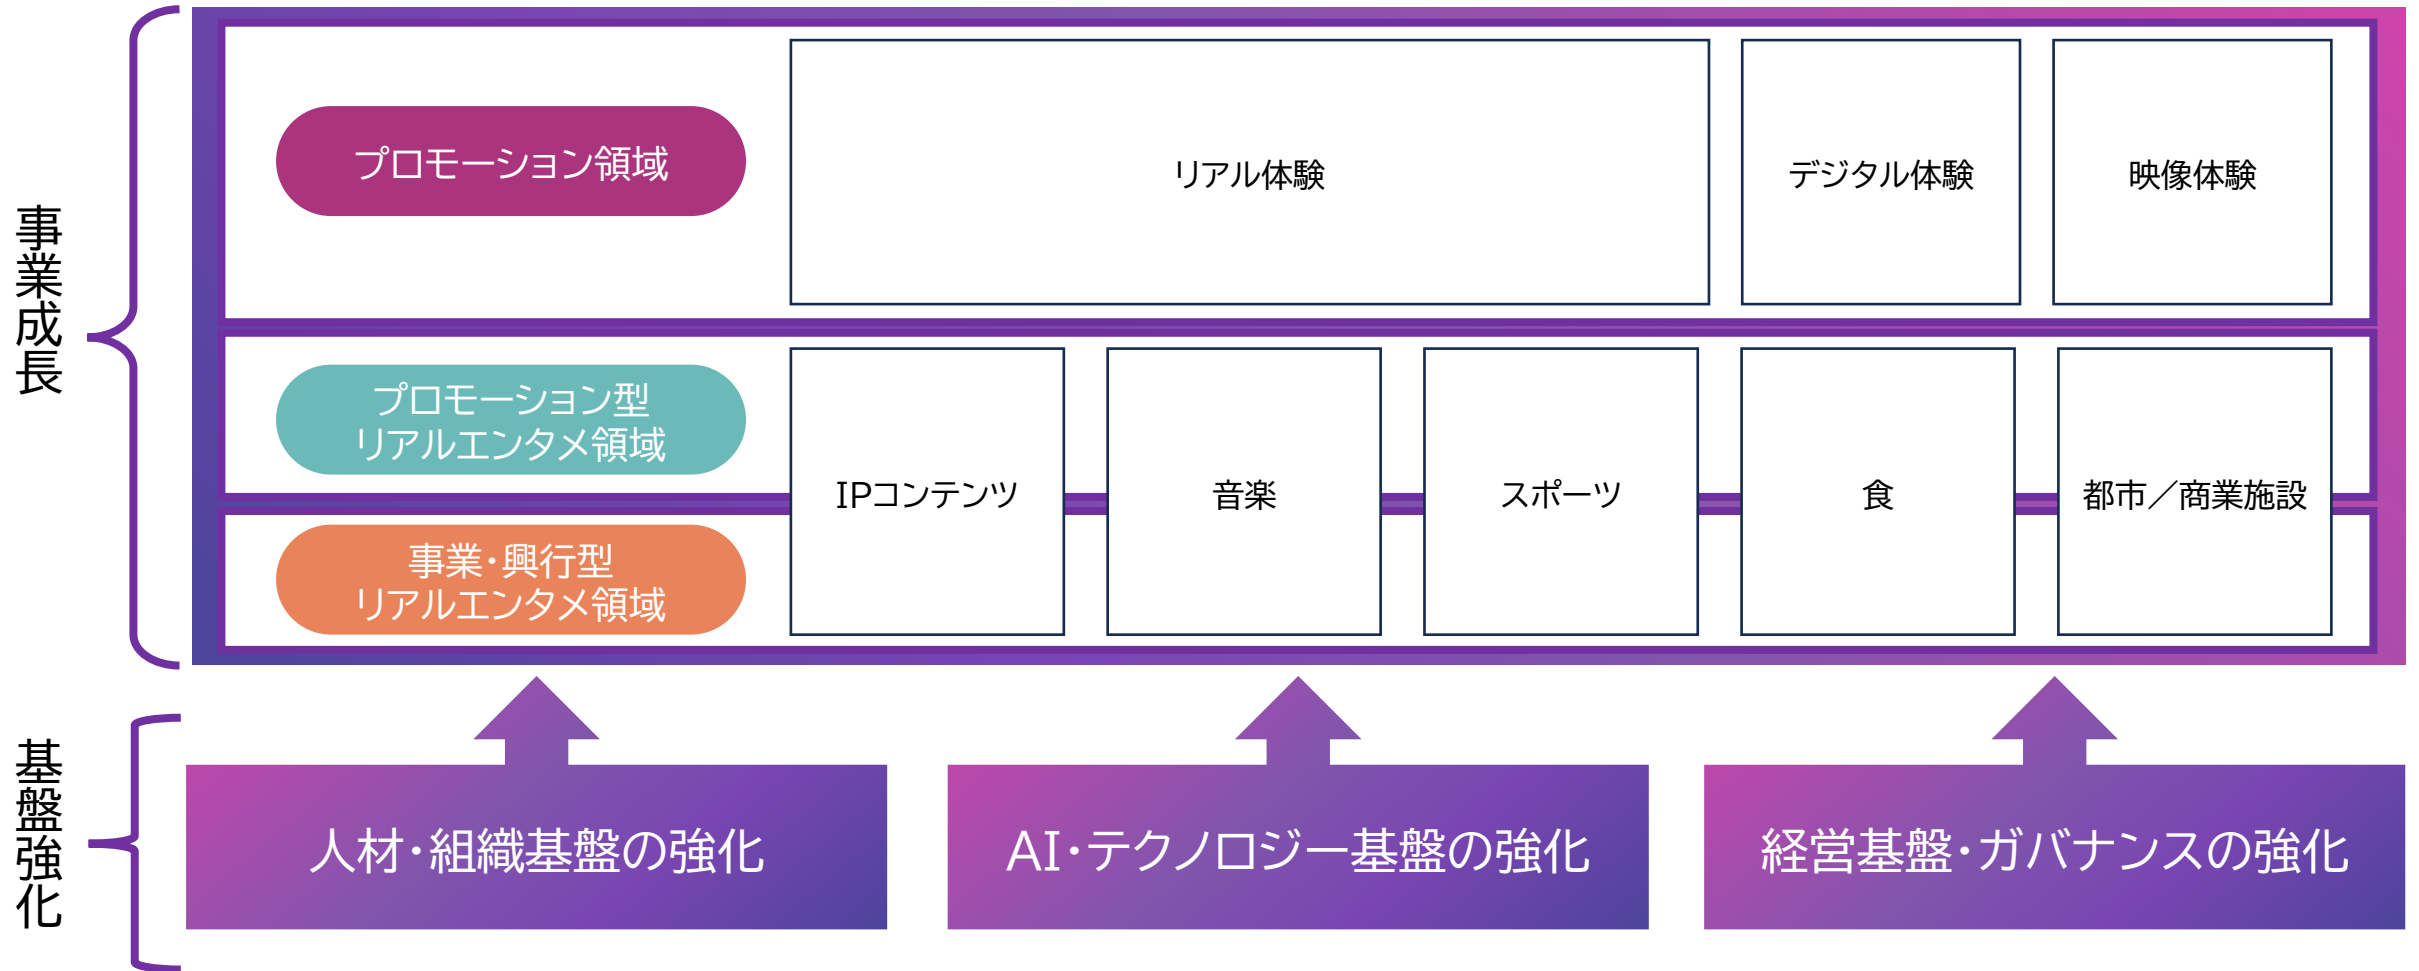 事業成長
プロモーション領域
リアル体験
デジタル体験
映像体験
プロモーション型
リアルエンタメ領域
事業・興行型
リアルエンタメ領域
IPコンテンツ
音楽
スポーツ
食
都市／商業施設
基盤強化
人材・組織基盤の強化
AI・テクノロジー基盤の強化
経営基盤・ガバナンスの強化